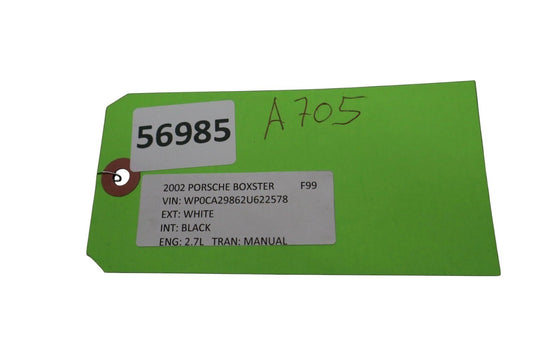 56985
A705
2002 PORSCHE BOXSTER F99
VIN: WP0CA29862U622578
EXT: WHITE
INT: BLACK
ENG: 2.7L TRAN: MANUAL